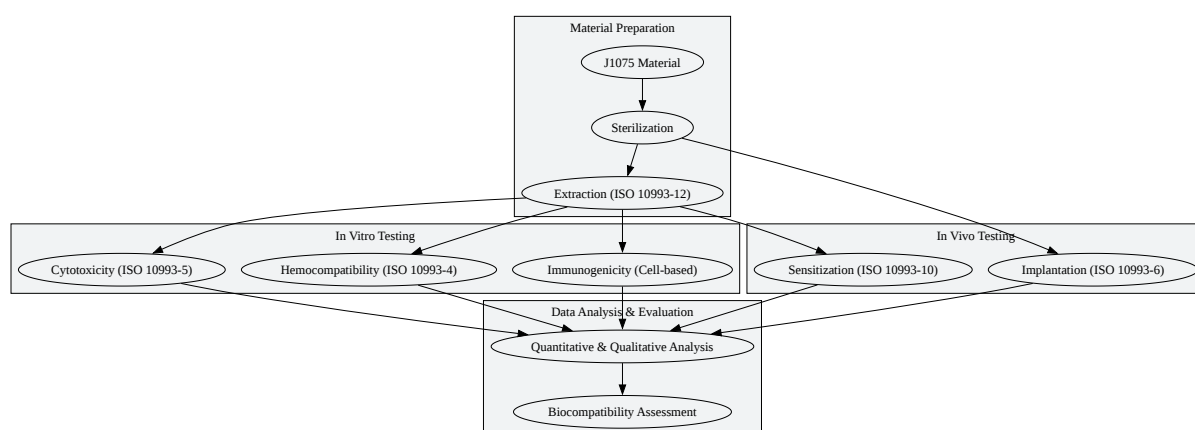 Material Preparation
J1075 Material
Sterilization
Extraction (ISO 10993-12)
In Vitro Testing
In Vivo Testing
Cytotoxicity (ISO 10993-5)
Hemocompatibility (ISO 10993-4)
Immunogenicity (Cell-based)
Sensitization (ISO 10993-10)
Implantation (ISO 10993-6)
Data Analysis & Evaluation
Quantitative & Qualitative Analysis
Biocompatibility Assessment